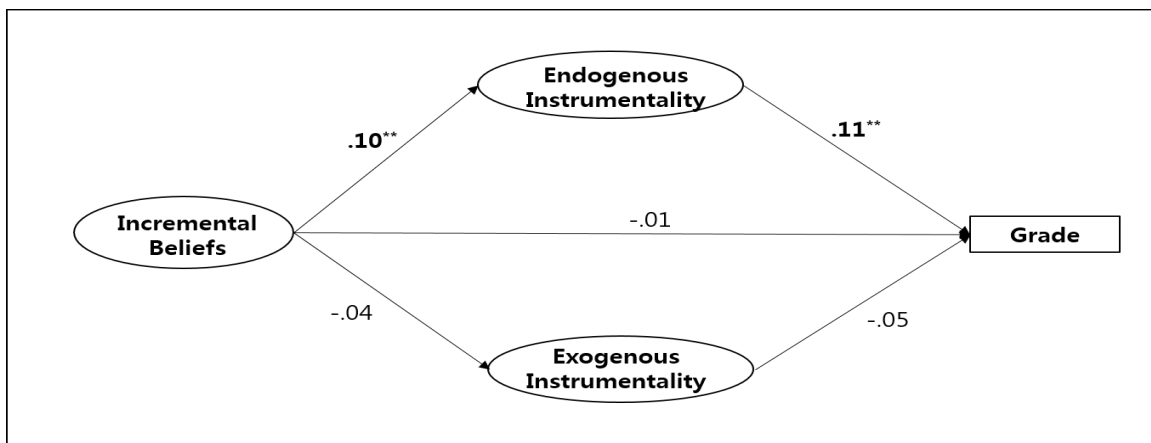 Endogenous
Instrumentality
.10**
.11**
Incremental
Beliefs
-.01
Grade
-.04
-.05
Exogenous
Instrumentality